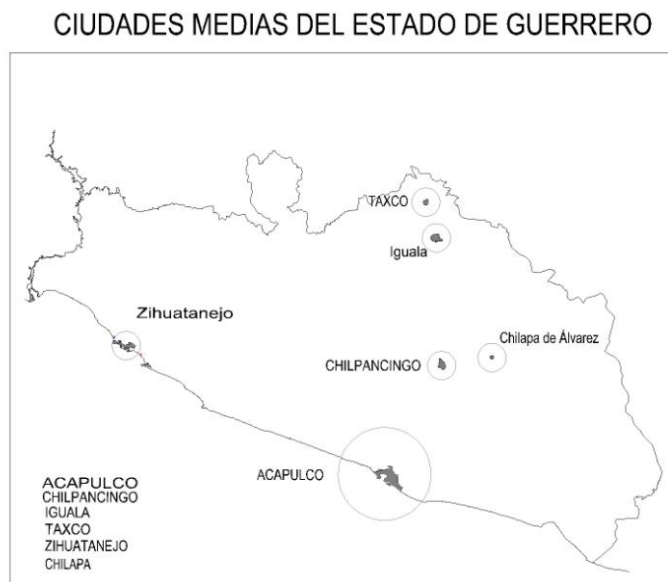 CIUDADES MEDIAS DEL ESTADO DE GUERRERO
TAXCO
Iguala
Zihuatanejo
Chilapa de Álvarez
CHILPANCINGO
ACAPULCO
ACAPULCO
CHILPANCINGO
IGUALA
TAXCO
ZIHUATANEJO
CHILAPA